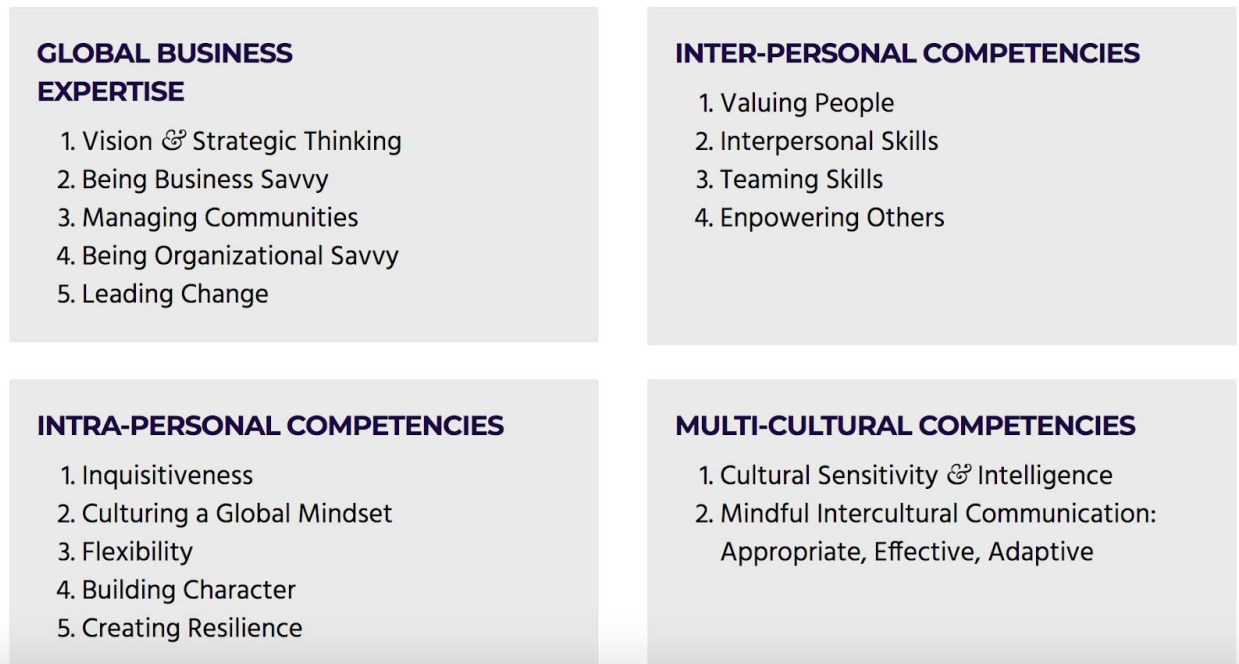 GLOBAL BUSINESS
EXPERTISE
1. Vision & Strategic Thinking
2. Being Business Savvy
3. Managing Communities
4. Being Organizational Savvy
5. Leading Change
INTER-PERSONAL COMPETENCIES
1. Valuing People
2. Interpersonal Skills
3. Teaming Skills
4. Enpowering Others
INTRA-PERSONAL COMPETENCIES
1. Inquisitiveness
2. Culturing a Global Mindset
3. Flexibility
4. Building Character
5. Creating Resilience
MULTI-CULTURAL COMPETENCIES
1. Cultural Sensitivity & Intelligence
2. Mindful Intercultural Communication:
Appropriate, Effective, Adaptive